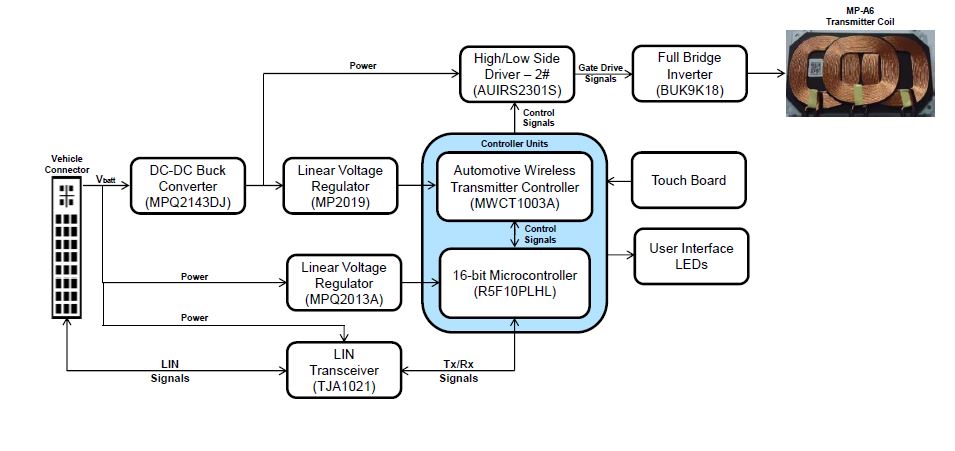 MP-A6
Transmitter Coil
High/Low Side
Driver – 2#
(AUIRS2301S)
Power
Gate Drive
Signals
Full Bridge
Inverter
(BUK9K18)
Control
Signals
Controller Units
Vehicle
Connector
Vbatt
DC-DC Buck
Converter
(MPQ2143DJ)
Linear Voltage
Regulator
(MP2019)
Automotive Wireless
Transmitter Controller
(MWCT1003A)
Touch Board
Control
Signals
User Interface
LEDs
Power
Linear Voltage
Regulator
(MPQ2013A)
16-bit Microcontroller
(R5F10PLHL)
Power
LIN
Signals
LIN
Transceiver
(TJA1021)
Tx/Rx
Signals